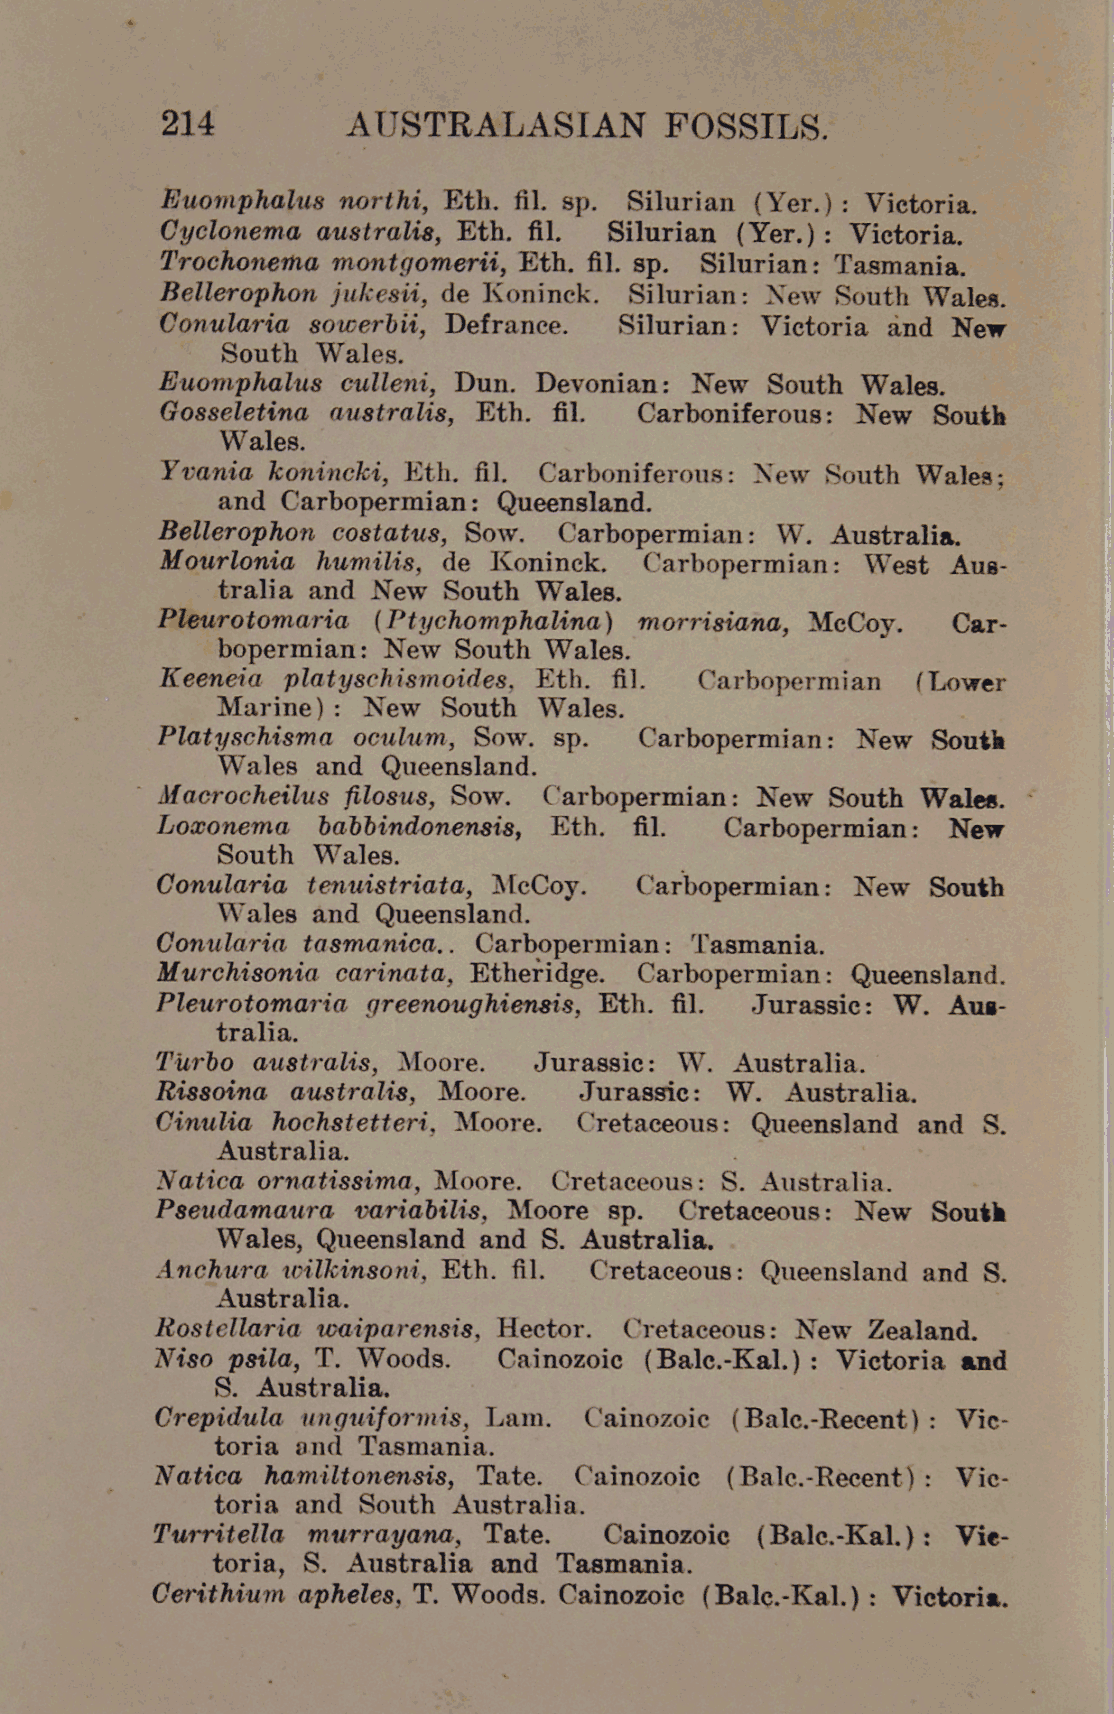 214 AUSTRALASIAN FOSSILS.
Euomphalus northi, Eth. fil. sp. Silurian (Yer.): Victoria.
Cyclonema australis, Eth. fil. Silurian (Yer.): Victoria.
Trochonema montgomerii, Eth. fil. sp. Silurian: Tasmania.
Bellerophon jukesii, de Koninck. Silurian: New South Wales.
Conularia sowerbii, Defrance. Silurian: Victoria and New
South Wales.
Euomphalus culleni, Dun. Devonian: New South Wales.
Gosseletina australis, Eth. fil. Carboniferous: New South
Wales.
Yvania konincki, Eth. fil. Carboniferous: New South Wales;
and Carbopermian: Queensland.
Bellerophon costatus, Sow. Carbopermian: W. Australia.
Mourlonia humilis, de Koninck. Carbopermian: West Aus-
tralia and New South Wales.
Pleurotomaria (Ptychomphalina) morrisiana, McCoy. Car-
bopermian: New South Wales.
Keeneia platyschismoides, Eth. fil. Carbopermian (Lower
Marine): New South Wales.
Platyschisma oculum, Sow. sp. Carbopermian: New South
Wales and Queensland.
Macrocheilus filosus, Sow. Carbopermian: New South Wales.
Loxonema babbindonensis, Eth. fil. Carbopermian: New
South Wales.
Conularia tenuistriata, McCoy. Carbopermian: New South
Wales and Queensland.
Conularia tasmanica.. Carbopermian: Tasmania.
Murchisonia carinata, Etheridge. Carbopermian: Queensland.
Pleurotomaria greenoughiensis, Eth. fil. Jurassic: W. Aus-
tralia.
Turbo australis, Moore. Jurassic: W. Australia.
Rissoina australis, Moore. Jurassic: W. Australia.
Cinulia hochstetteri, Moore. Cretaceous: Queensland and S.
Australia.
Natica ornatissima, Moore. Cretaceous: S. Australia.
Pseudamaura variabilis, Moore sp. Cretaceous: New South
Wales, Queensland and S. Australia.
Anchura wilkinsoni, Eth. fil. Cretaceous: Queensland and S.
Australia.
Rostellaria waiparensis, Hector. Cretaceous: New Zealand.
Niso psila, T. Woods. Cainozoic (Balc.-Kal.): Victoria and
S. Australia.
Crepidula unguiformis, Lam. Cainozoic (Balc.-Recent): Vic-
toria and Tasmania.
Natica hamiltonensis, Tate. Cainozoic (Balc.-Recent): Vic-
toria and South Australia.
Turritella murrayana, Tate. Cainozoic (Balc.-Kal.): Vic-
toria, S. Australia and Tasmania.
Cerithium apheles, T. Woods. Cainozoic (Balc.-Kal.): Victoria.